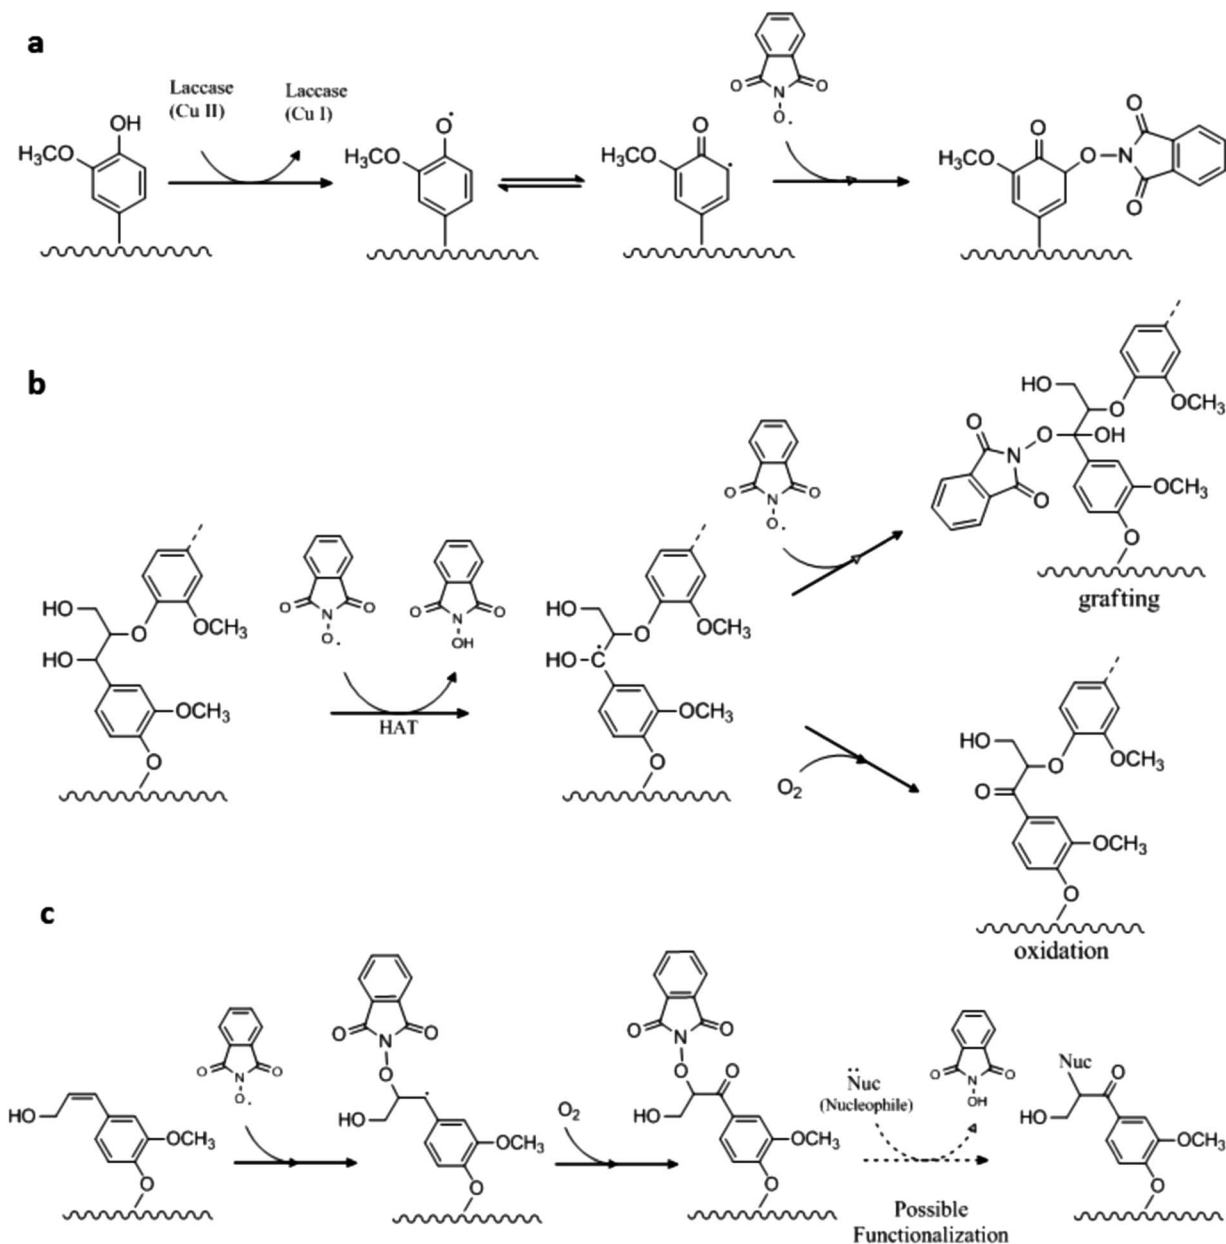 a
Laccase
(Cu II)
Laccase
(Cu I)
OH
H3CO
O·
H3CO
O
H3CO
O
O
N
O·
O
H3CO
O
N
O
O
b
HO
O
OCH3
HO
OCH3
O
O
O
N
O·
O
O
N
OH
HAT
HO
O
OCH3
HO-C·
OCH3
O
O
O
N
O·
HO
O
OCH3
O
O
OH
N
O
OCH3
O
grafting
O2
HO
O
OCH3
O
OCH3
O
oxidation
c
HO
OCH3
O
O
O
N
O·
O
O
N
O
HO
·
OCH3
O
O2
O
O
N
O
O
HO
OCH3
O
N̈uc
(Nucleophile)
O
O
N
OH
Possible
Functionalization
Nuc
O
HO
OCH3
O